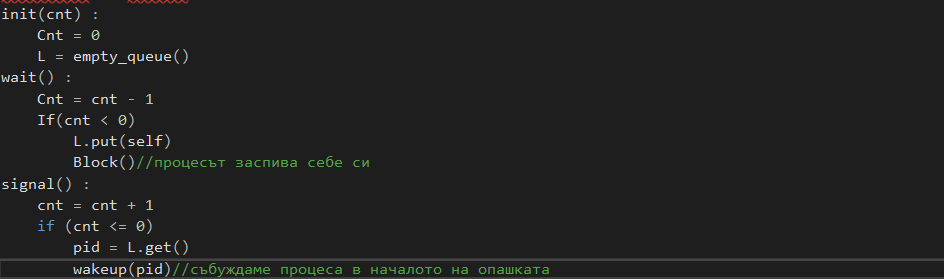 init(cnt) :
    Cnt = 0
    L = empty_queue()
wait() :
    Cnt = cnt - 1
    If(cnt < 0)
        L.put(self)
        Block()//процесът заспива себе си
signal() :
    cnt = cnt + 1
    if (cnt <= 0)
        pid = L.get()
        wakeup(pid)//събуждаме процеса в началото на опашката